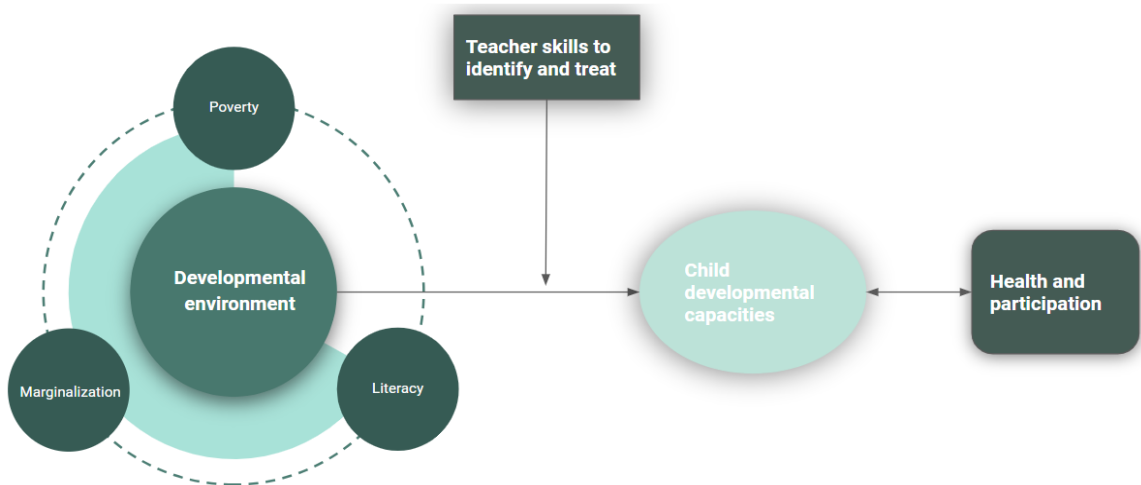 Teacher skills to
identify and treat
Poverty
Developmental
environment
Child
developmental
capacities
Health and
participation
Marginalization
Literacy